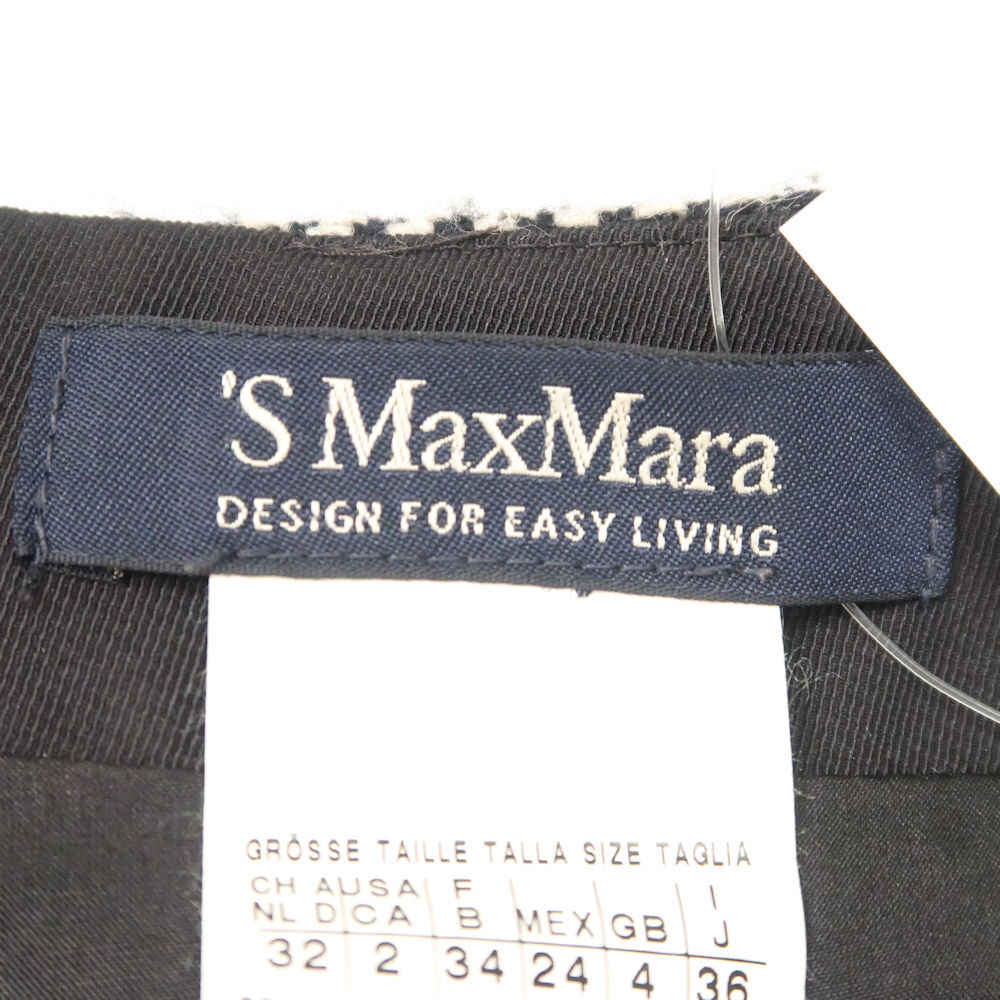 'S MaxMara
DESIGN FOR EASY LIVING
GRÖSSE TAILLE TALLA SIZE TAGLIA
CH A USA F I
NL D CA B MEX GB J
32 2 34 24 4 36